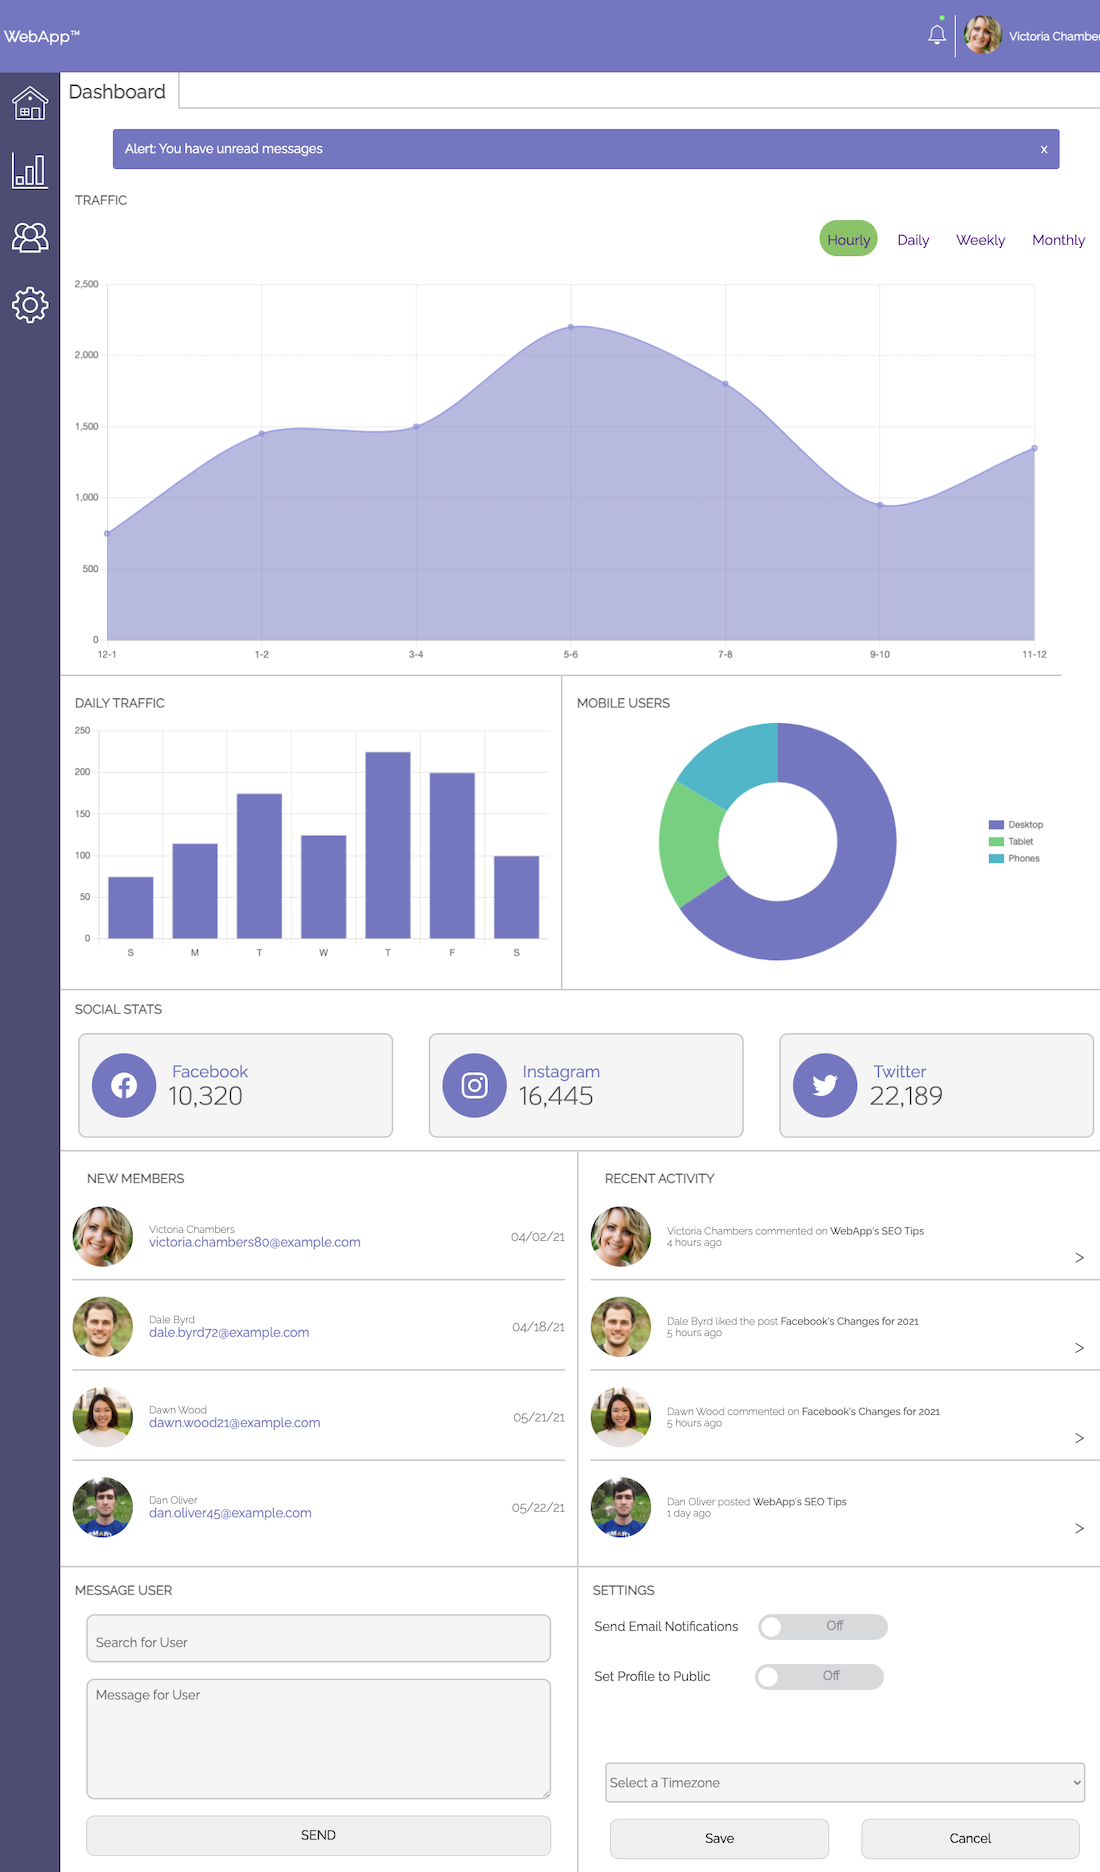 WebApp™
Victoria Chamber
Dashboard
Alert: You have unread messages
x
TRAFFIC
Hourly Daily Weekly Monthly
2,500
2,000
1,500
1,000
500
0
12-1 1-2 3-4 5-6 7-8 9-10 11-12
DAILY TRAFFIC
250
200
150
100
50
0
S M T W T F S
MOBILE USERS
Desktop
Tablet
Phones
SOCIAL STATS
Facebook
10,320
Instagram
16,445
Twitter
22,189
NEW MEMBERS
Victoria Chambers
victoria.chambers80@example.com
04/02/21
Dale Byrd
dale.byrd72@example.com
04/18/21
Dawn Wood
dawn.wood21@example.com
05/21/21
Dan Oliver
dan.oliver45@example.com
05/22/21
RECENT ACTIVITY
Victoria Chambers commented on WebApp's SEO Tips
4 hours ago
>
Dale Byrd liked the post Facebook's Changes for 2021
5 hours ago
>
Dawn Wood commented on Facebook's Changes for 2021
5 hours ago
>
Dan Oliver posted WebApp's SEO Tips
1 day ago
>
MESSAGE USER
Search for User
Message for User
SEND
SETTINGS
Send Email Notifications Off
Set Profile to Public Off
Select a Timezone
Save Cancel